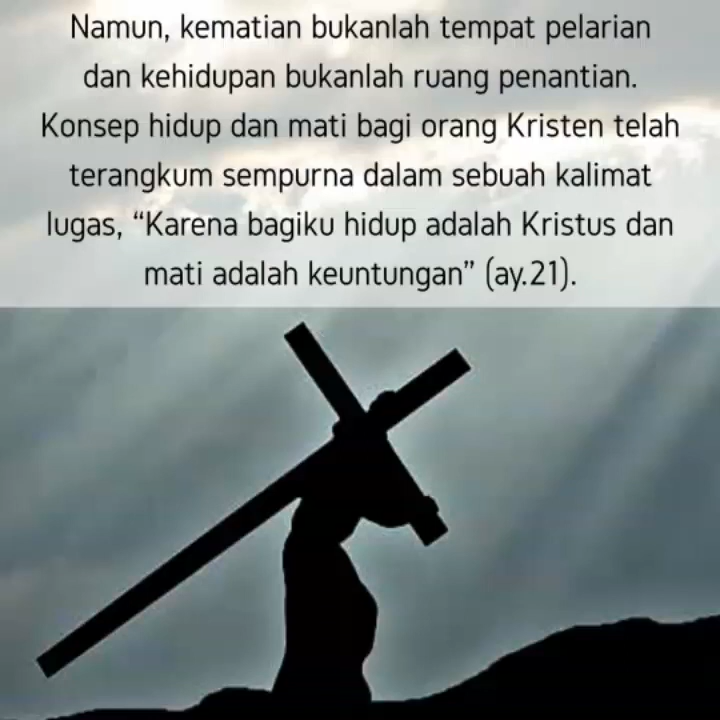 Namun, kematian bukanlah tempat pelarian
dan kehidupan bukanlah ruang penantian.
Konsep hidup dan mati bagi orang Kristen telah
terangkum sempurna dalam sebuah kalimat
lugas, “Karena bagiku hidup adalah Kristus dan
mati adalah keuntungan” (ay.21).